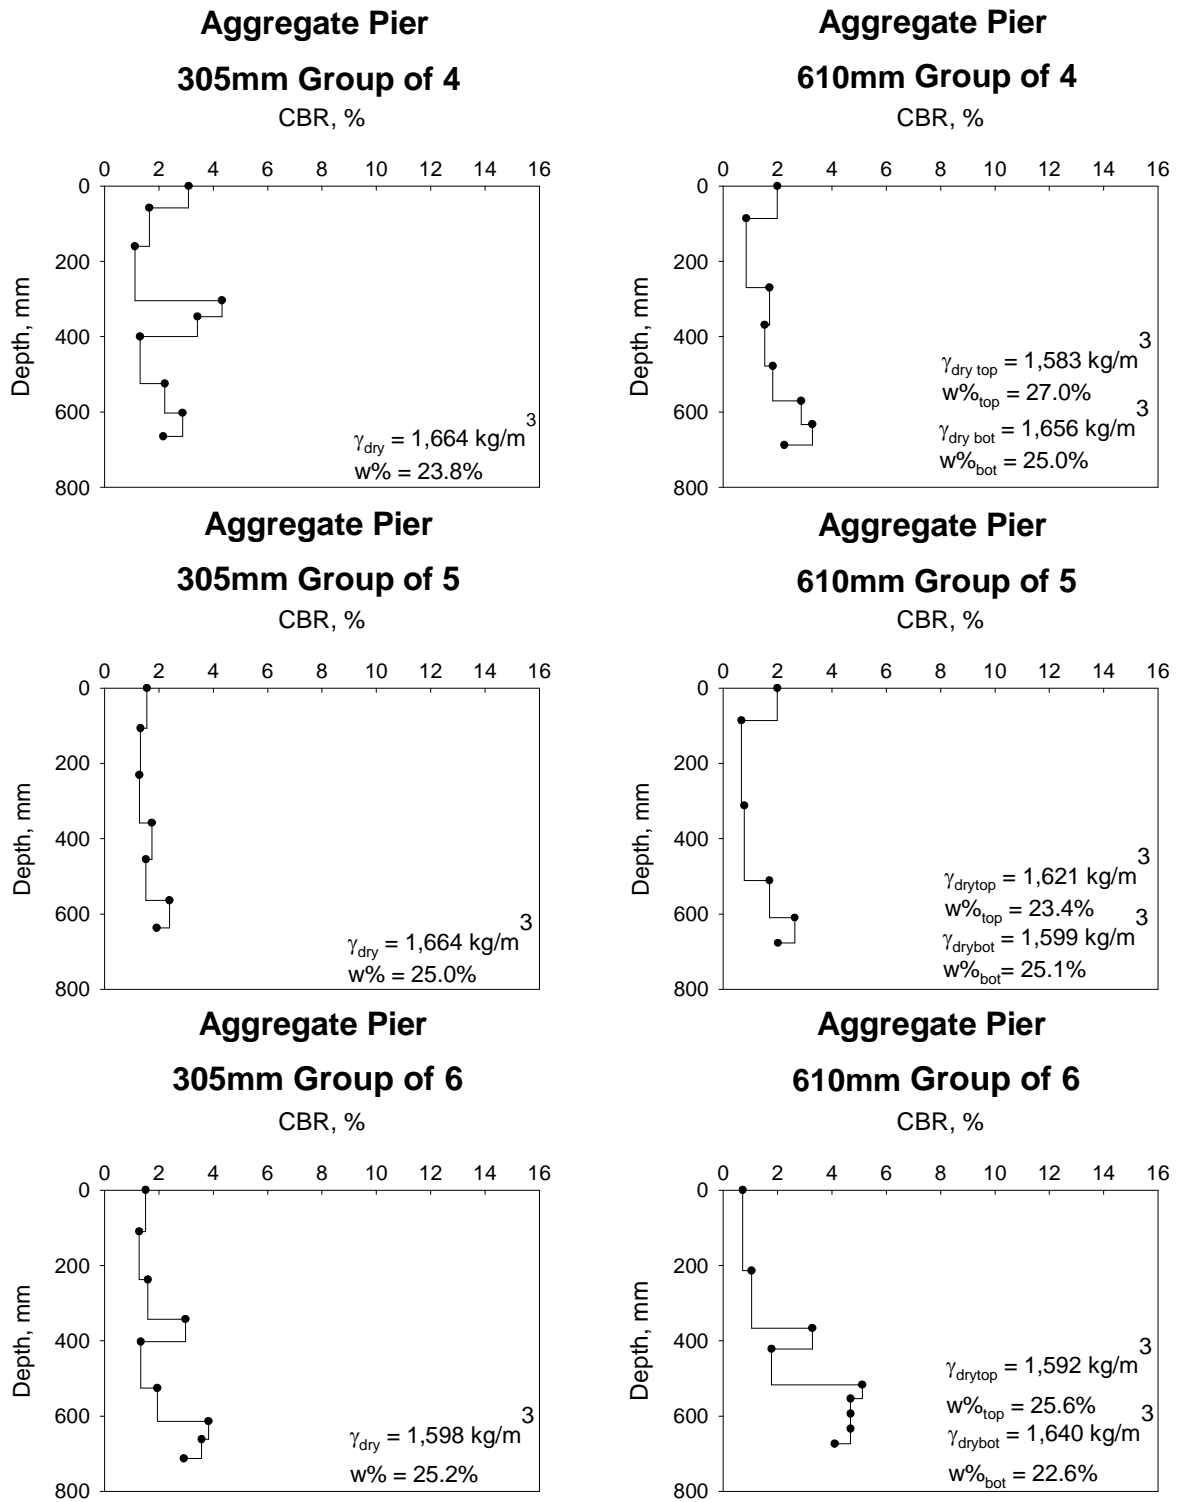 Aggregate Pier
305mm Group of 4
CBR, %
0 2 4 6 8 10 12 14 16
0
200
400
600
800
Depth, mm
γdry = 1,664 kg/m3
w% = 23.8%
Aggregate Pier
610mm Group of 4
CBR, %
0 2 4 6 8 10 12 14 16
0
200
400
600
800
Depth, mm
γdry top = 1,583 kg/m3
w%top = 27.0%
γdry bot = 1,656 kg/m3
w%bot = 25.0%
Aggregate Pier
305mm Group of 5
CBR, %
0 2 4 6 8 10 12 14 16
0
200
400
600
800
Depth, mm
γdry = 1,664 kg/m3
w% = 25.0%
Aggregate Pier
610mm Group of 5
CBR, %
0 2 4 6 8 10 12 14 16
0
200
400
600
800
Depth, mm
γdrytop = 1,621 kg/m3
w%top = 23.4%
γdrybot = 1,599 kg/m3
w%bot= 25.1%
Aggregate Pier
305mm Group of 6
CBR, %
0 2 4 6 8 10 12 14 16
0
200
400
600
800
Depth, mm
γdry = 1,598 kg/m3
w% = 25.2%
Aggregate Pier
610mm Group of 6
CBR, %
0 2 4 6 8 10 12 14 16
0
200
400
600
800
Depth, mm
γdrytop = 1,592 kg/m3
w%top = 25.6%
γdrybot = 1,640 kg/m3
w%bot = 22.6%